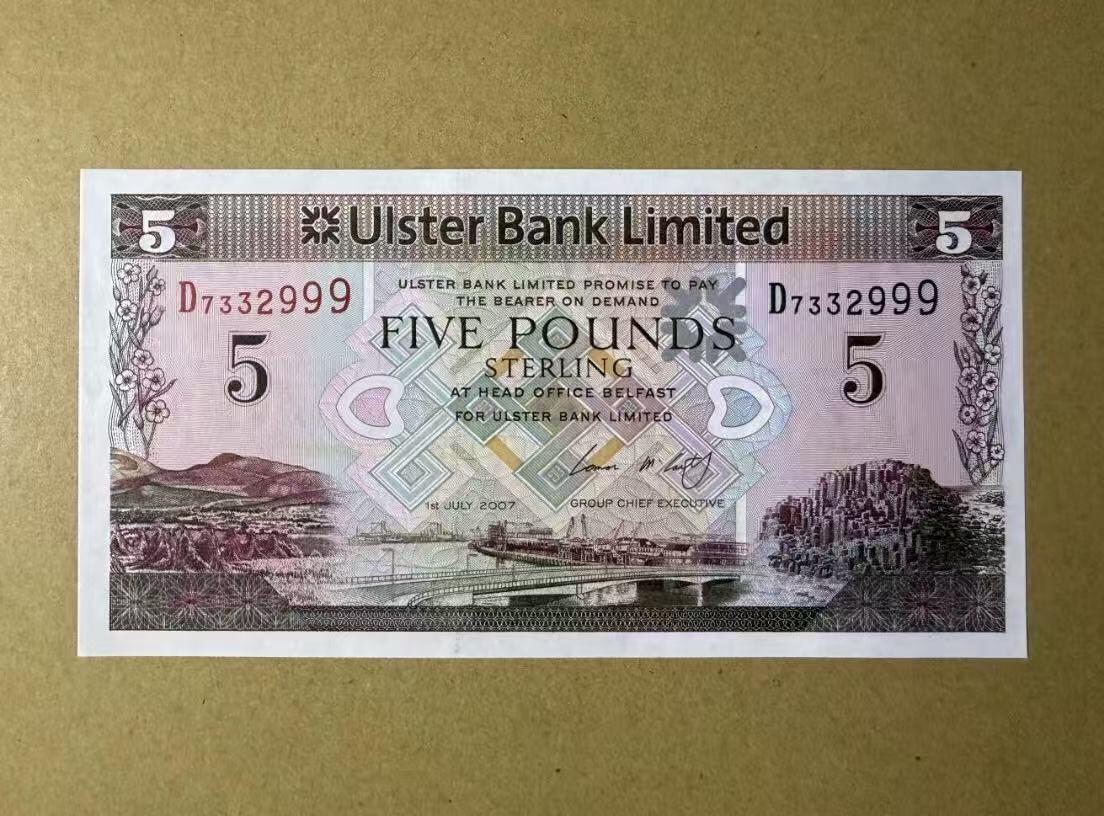 5 Ulster Bank Limited 5
D7332999 ULSTER BANK LIMITED PROMISE TO PAY D7332999
THE BEARER ON DEMAND
5 FIVE POUNDS 5
STERLING
AT HEAD OFFICE BELFAST
FOR ULSTER BANK LIMITED
1st JULY 2007 GROUP CHIEF EXECUTIVE